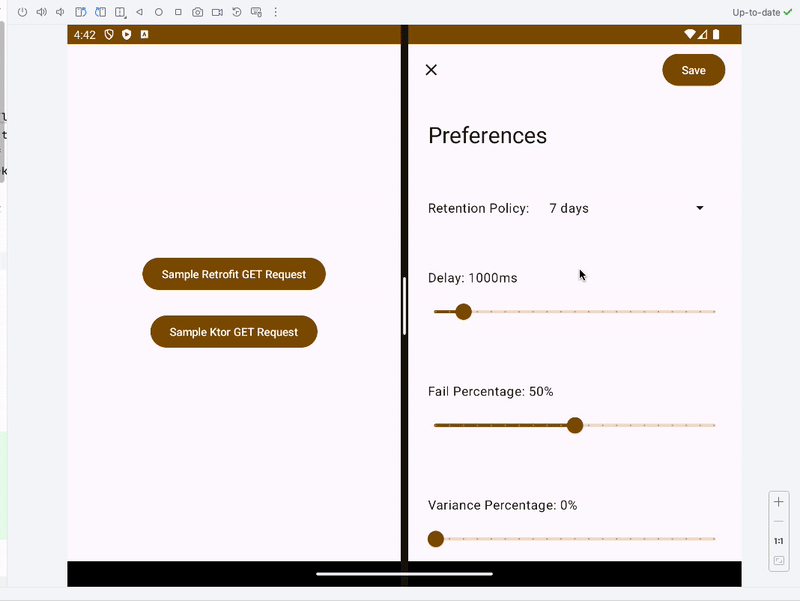 Up-to-date
4:42
A
Save
Preferences
Retention Policy: 7 days
Sample Retrofit GET Request
Delay: 1000ms
Sample Ktor GET Request
Fail Percentage: 50%
Variance Percentage: 0%
1:1